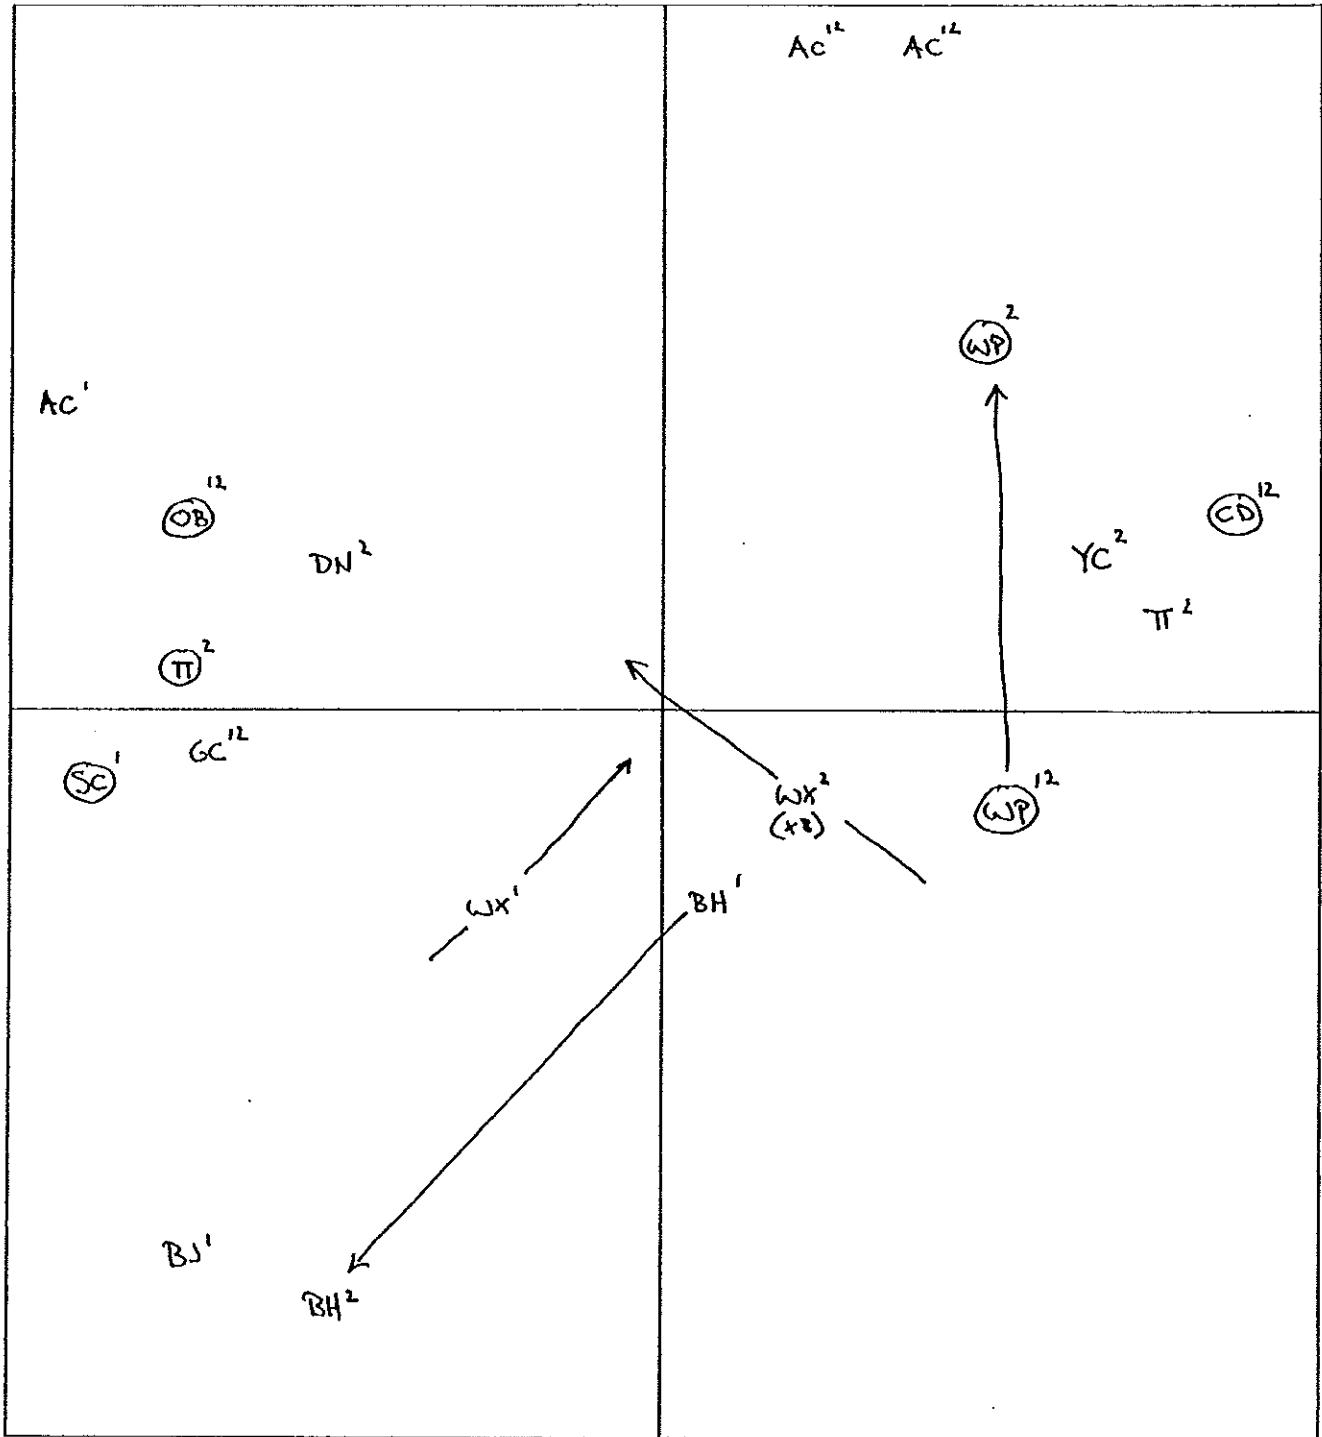 AC¹² AC¹²
WP²
AC¹
OB¹² CD¹²
DN² YC²
π²
π²
GC¹²
SC¹ WX² WP¹²
(×8)
WX¹ BH¹
BJ¹
BH²